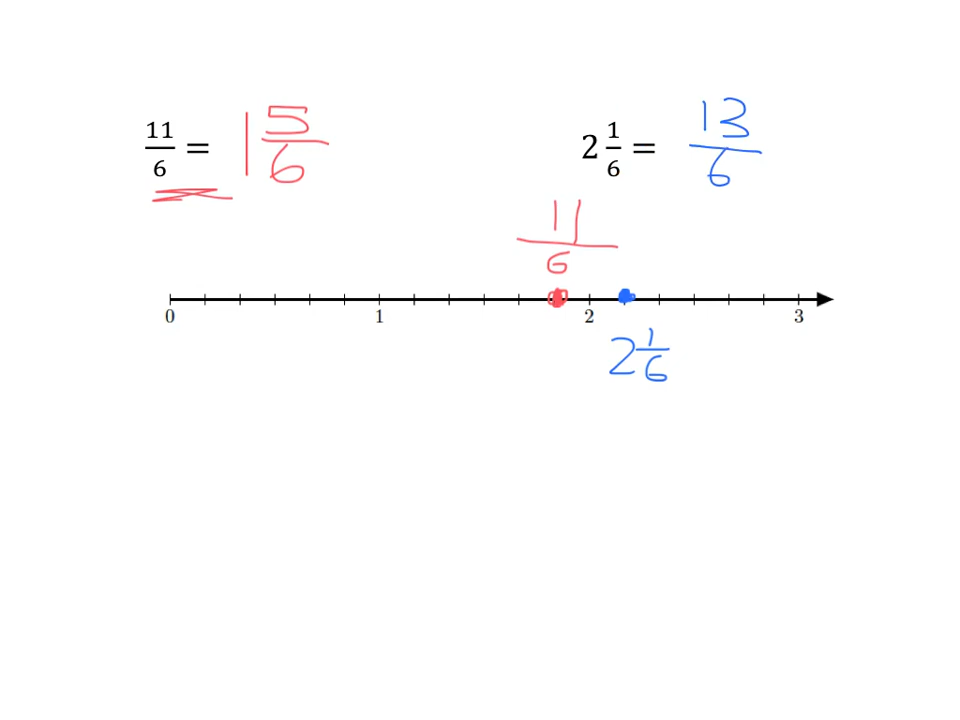 11/6 = 1 5/6
2 1/6 = 13/6
11/6
0 1 2 3
2 1/6